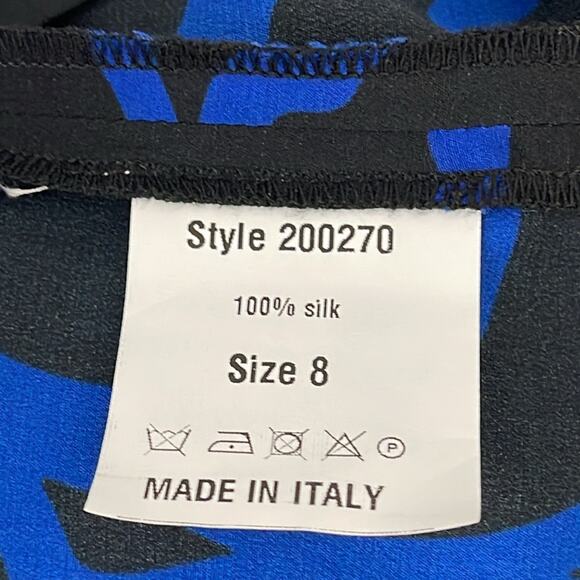 Style 200270
100% silk
Size 8
P
MADE IN ITALY